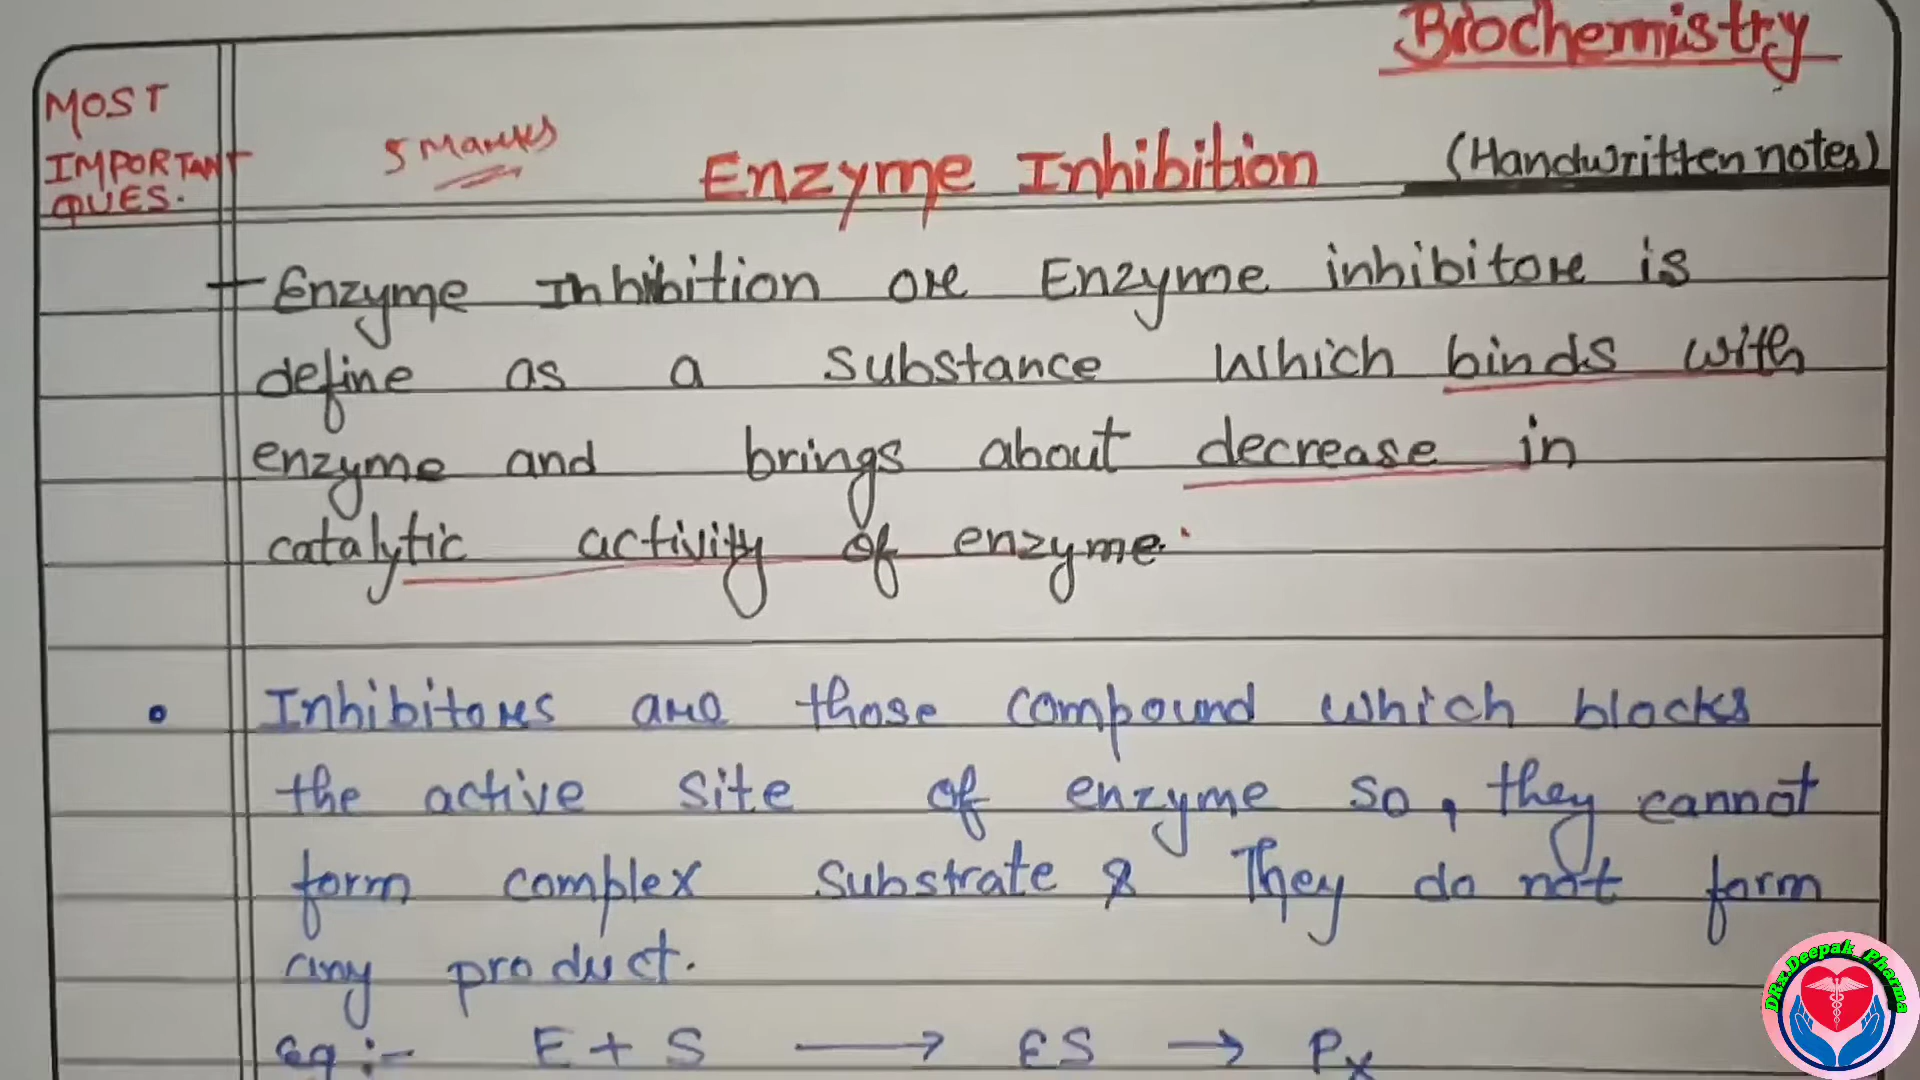 Biochemistry
MOST
IMPORTANT
QUES.
5 Marks
Enzyme Inhibition
(Handwritten notes)
Enzyme Inhibition or Enzyme inhibitor is
define as a substance which binds with
enzyme and brings about decrease in
catalytic activity of enzyme.
Inhibitors are those compound which blocks
the active site of enzyme so, they cannot
form complex substrate & They do not form
any product.
eg :- E + S ⟶ ES → Px
DRx.Deepak_Pharma